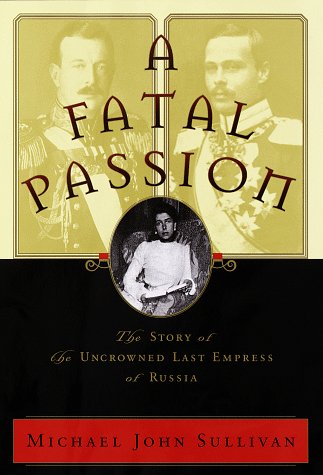 A
FATAL
PASSION
The STORY of
the UNCROWNED LAST EMPRESS
of RUSSIA
MICHAEL JOHN SULLIVAN